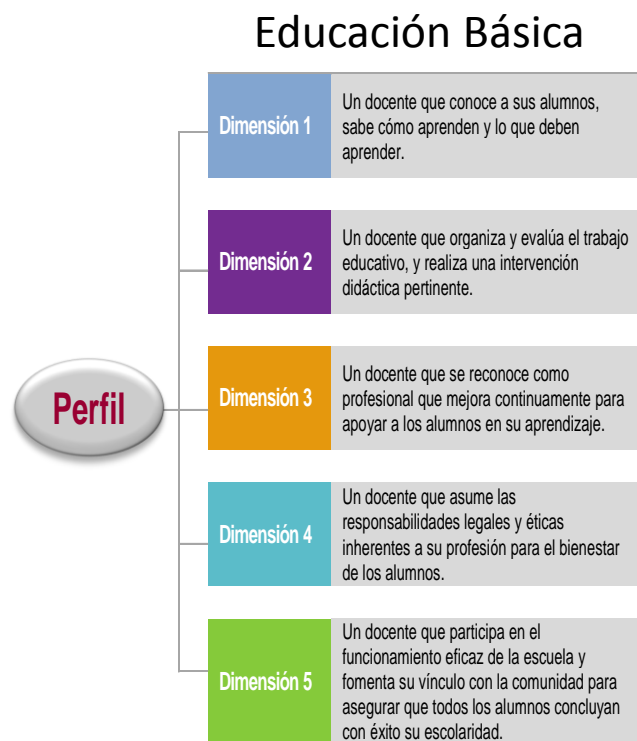 Educación Básica
Dimensión 1
Un docente que conoce a sus alumnos,
sabe cómo aprenden y lo que deben
aprender.
Dimensión 2
Un docente que organiza y evalúa el trabajo
educativo, y realiza una intervención
didáctica pertinente.
Perfil
Dimensión 3
Un docente que se reconoce como
profesional que mejora continuamente para
apoyar a los alumnos en su aprendizaje.
Dimensión 4
Un docente que asume las
responsabilidades legales y éticas
inherentes a su profesión para el bienestar
de los alumnos.
Dimensión 5
Un docente que participa en el
funcionamiento eficaz de la escuela y
fomenta su vínculo con la comunidad para
asegurar que todos los alumnos concluyan
con éxito su escolaridad.